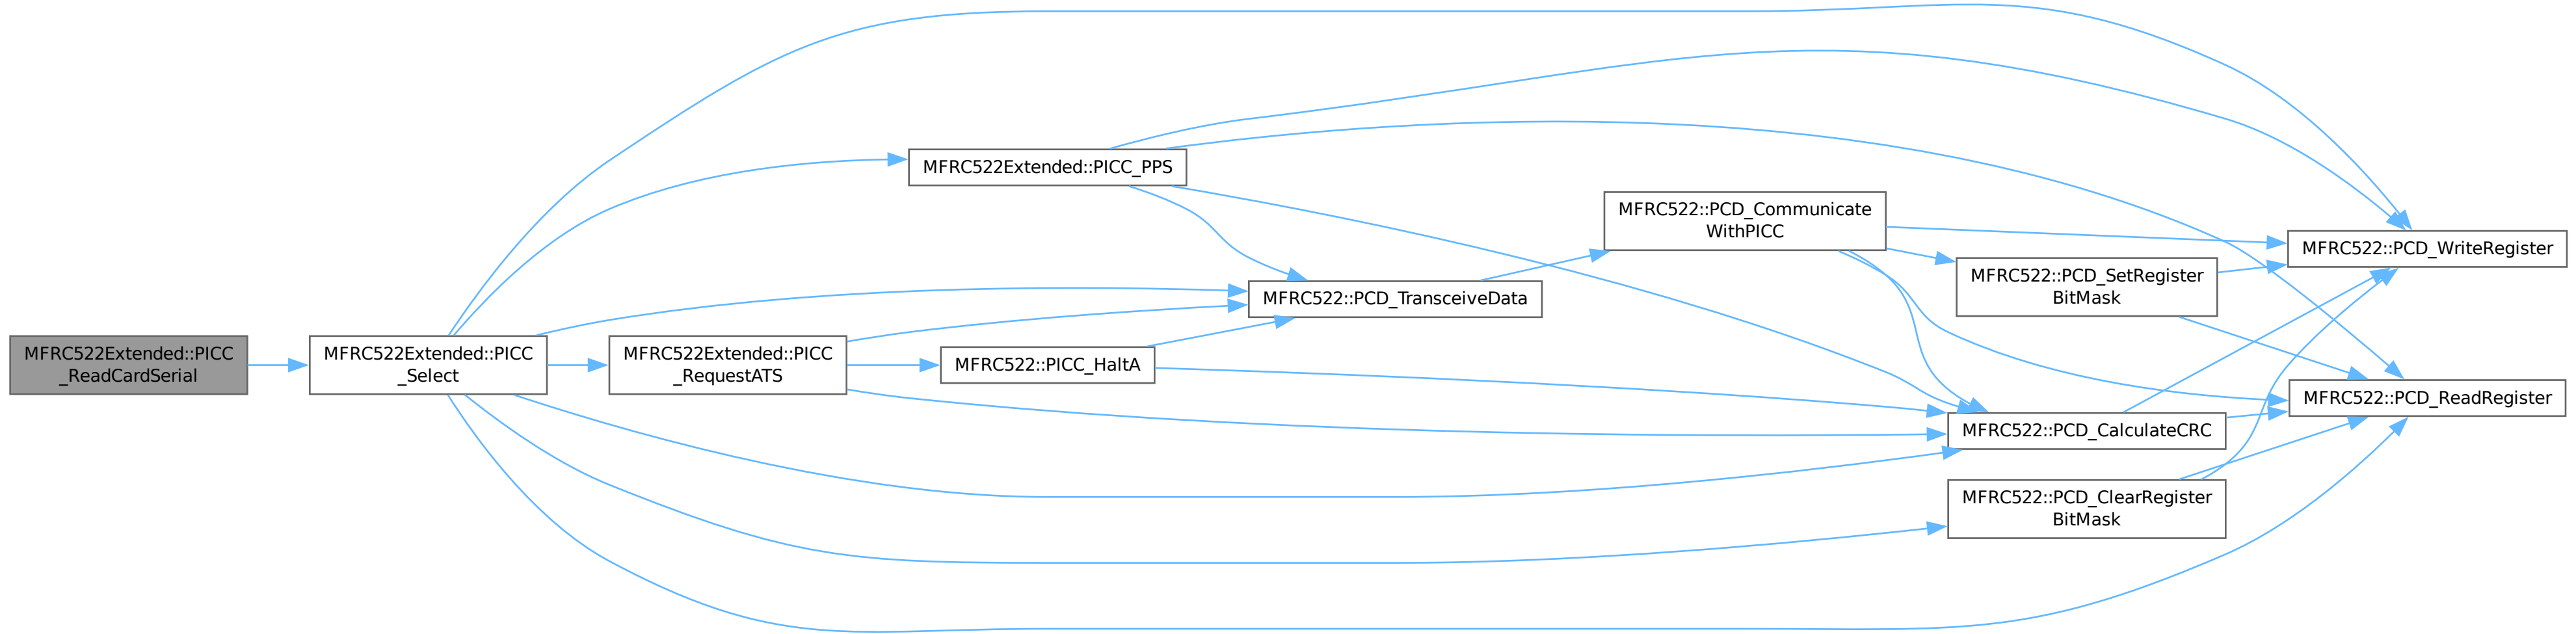 MFRC522Extended::PICC
_ReadCardSerial
MFRC522Extended::PICC
_Select
MFRC522Extended::PICC
_RequestATS
MFRC522Extended::PICC_PPS
MFRC522::PICC_HaltA
MFRC522::PCD_TransceiveData
MFRC522::PCD_Communicate
WithPICC
MFRC522::PCD_SetRegister
BitMask
MFRC522::PCD_CalculateCRC
MFRC522::PCD_ClearRegister
BitMask
MFRC522::PCD_WriteRegister
MFRC522::PCD_ReadRegister